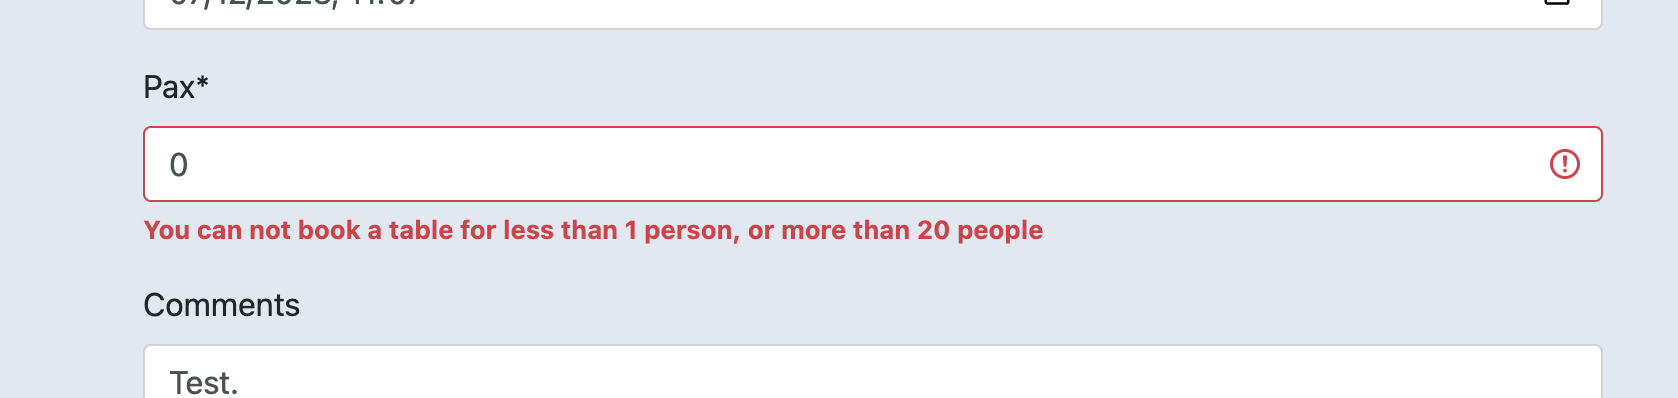 Pax*
0
You can not book a table for less than 1 person, or more than 20 people
Comments
Test.